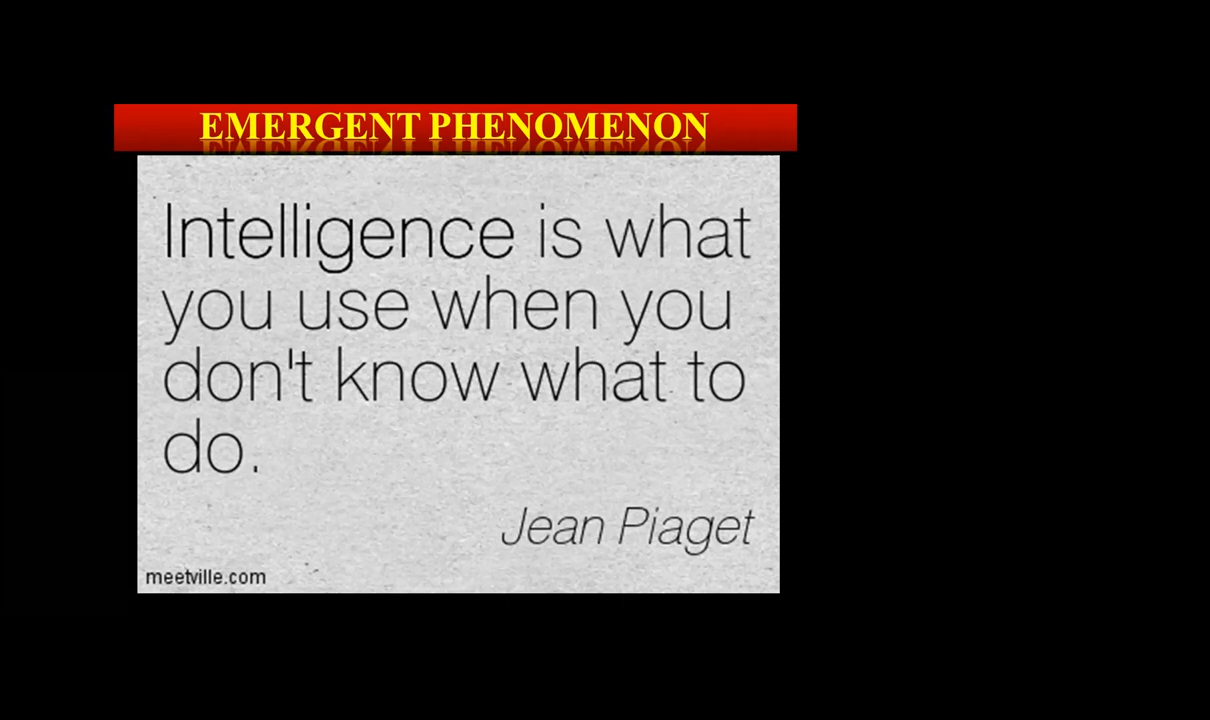 EMERGENT PHENOMENON
Intelligence is what
you use when you
don't know what to
do.
Jean Piaget
meetville.com